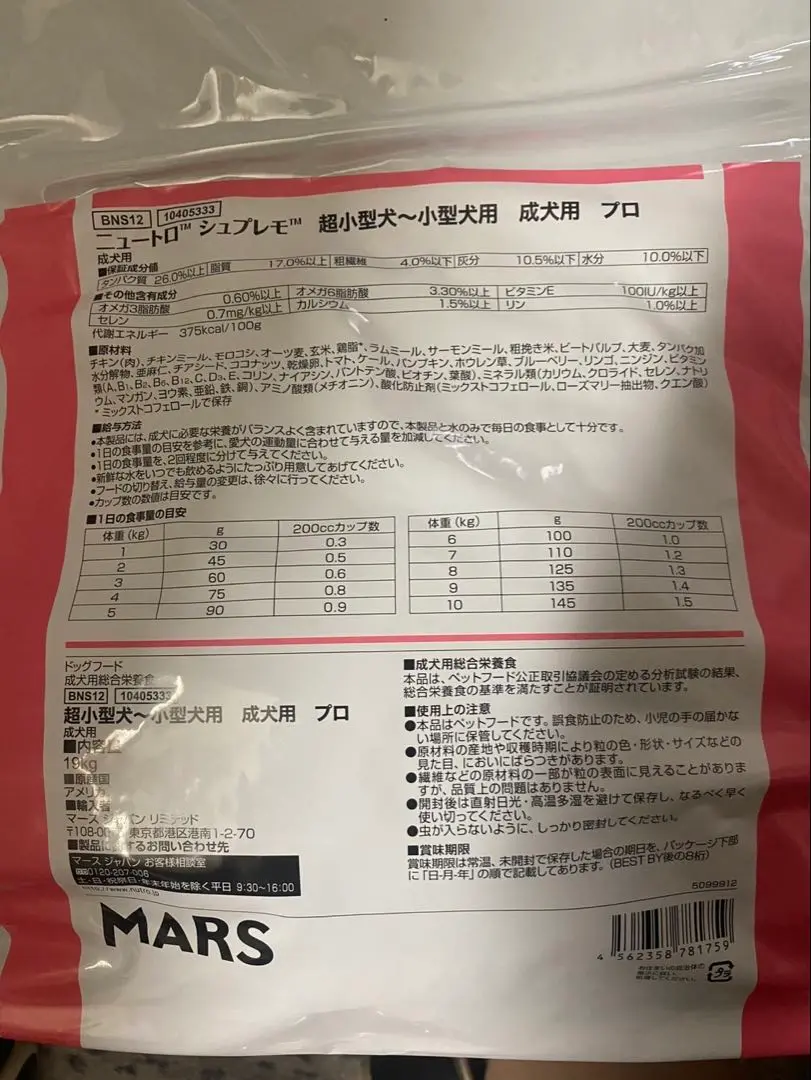 BNS12 10405333
ニュートロ™ シュプレモ™ 超小型犬〜小型犬用 成犬用 プロ
成犬用
■保証成分値
タンパク質 26.0%以上 脂質 17.0%以上 粗繊維 4.0%以下 灰分 10.5%以下 水分 10.0%以下
■その他含有成分
オメガ3脂肪酸 0.60%以上 オメガ6脂肪酸 3.30%以上 ビタミンE 100IU/kg以上
セレン 0.7mg/kg以上 カルシウム 1.5%以上 リン 1.0%以上
代謝エネルギー 375kcal/100g
■原材料
チキン(肉)、チキンミール、モロコシ、オーツ麦、玄米、鶏脂*、ラムミール、サーモンミール、粗挽き米、ビートパルプ、大麦、タンパク加
水分解物、亜麻仁、チアシード、ココナッツ、乾燥卵、トマト、ケール、パンプキン、ホウレン草、ブルーベリー、リンゴ、ニンジン、ビタミン
類(A、B₁、B₂、B₆、B₁₂、C、D₃、E、コリン、ナイアシン、パントテン酸、ビオチン、葉酸)、ミネラル類(カリウム、クロライド、セレン、ナトリ
ウム、マンガン、ヨウ素、亜鉛、鉄、銅)、アミノ酸類(メチオニン)、酸化防止剤(ミックストコフェロール、ローズマリー抽出物、クエン酸)
*ミックストコフェロールで保存
■給与方法
●本製品には、成犬に必要な栄養がバランスよく含まれていますので、本製品と水のみで毎日の食事として十分です。
●1日の食事量の目安を参考に、愛犬の運動量に合わせて与える量を加減してください。
●1日の食事量を、2回程度に分けて与えてください。
●新鮮な水をいつでも飲めるようにたっぷり用意してあげてください。
●フードの切り替え、給与量の変更は、徐々に行ってください。
●カップ数の数値は目安です。
■1日の食事量の目安
体重(kg) g 200ccカップ数
1 30 0.3
2 45 0.5
3 60 0.6
4 75 0.8
5 90 0.9
体重(kg) g 200ccカップ数
6 100 1.0
7 110 1.2
8 125 1.3
9 135 1.4
10 145 1.5
ドッグフード
成犬用総合栄養食
BNS12 10405333
超小型犬〜小型犬用 成犬用 プロ
成犬用
■内容量
19kg
■原産国
アメリカ
■輸入者
マース ジャパン リミテッド
〒108-00 東京都港区港南1-2-70
■製品に関するお問い合わせ先
マース ジャパン お客様相談室
0120-207-006
土・日・祝祭日・年末年始を除く平日 9:30〜16:00
http://www.nutro.jp
MARS
■成犬用総合栄養食
本品は、ペットフード公正取引協議会の定める分析試験の結果、
総合栄養食の基準を満たすことが証明されています。
■使用上の注意
●本品はペットフードです。誤食防止のため、小児の手の届かな
い場所に保管してください。
●原材料の産地や収穫時期により粒の色・形状・サイズなどの
見た目、においにばらつきがあります。
●繊維などの原材料の一部が粒の表面に見えることがありま
すが、品質上の問題はありません。
●開封後は直射日光・高温多湿を避けて保存し、なるべく早く
使い切ってください。
●虫が入らないように、しっかり密封してください。
■賞味期限
賞味期限は常温、未開封で保存した場合の期日を、パッケージ下部
に「日-月-年」の順で記載してあります。(BEST BY後の8桁)
5099912
4 562358 781759
お住まいの自治体の